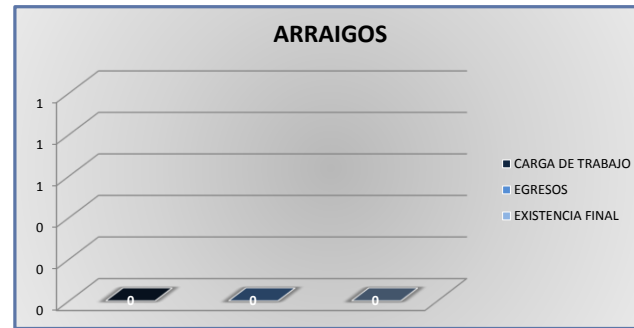 ARRAIGOS
1
1
1
0
0
0
0 0 0
CARGA DE TRABAJO
EGRESOS
EXISTENCIA FINAL